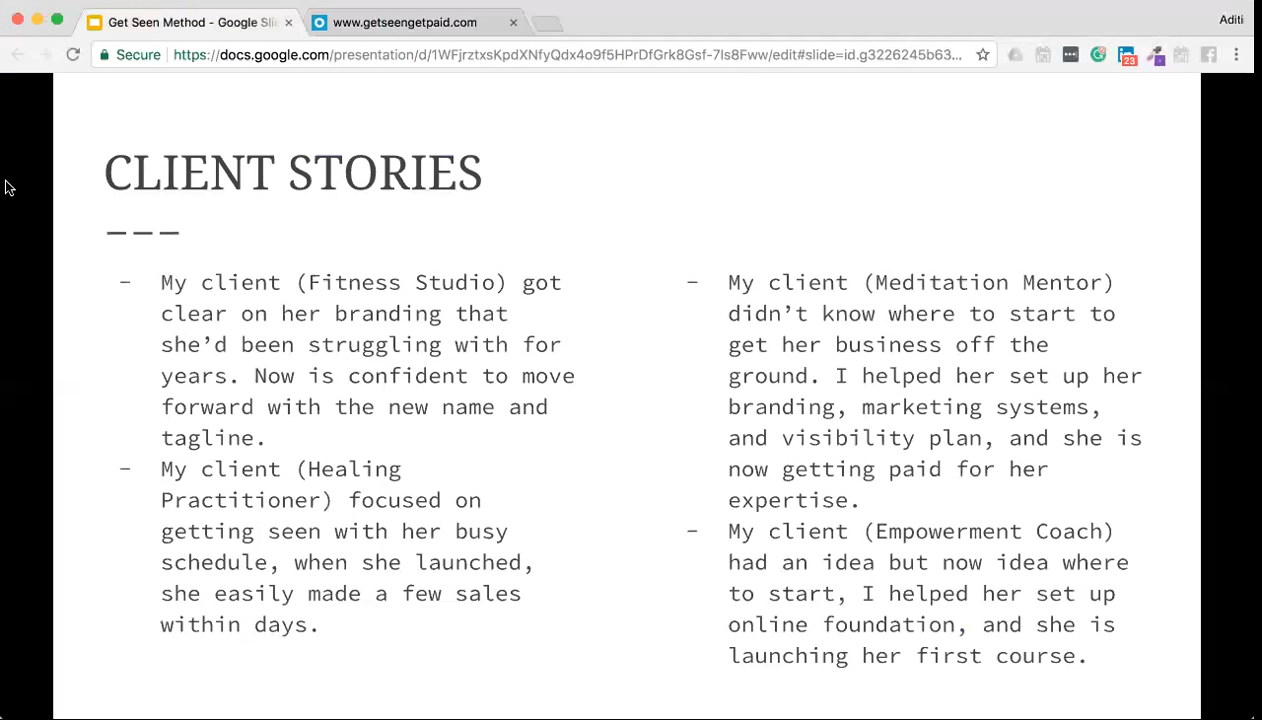 Get Seen Method - Google Sli
www.getseengetpaid.com
Aditi
Secure https://docs.google.com/presentation/d/1WFjrztxsKpdXNfyQdx4o9f5HPrDfGrk8Gsf-7ls8Fww/edit#slide=id.g3226245b63...
23
CLIENT STORIES
- My client (Fitness Studio) got
clear on her branding that
she’d been struggling with for
years. Now is confident to move
forward with the new name and
tagline.
- My client (Healing
Practitioner) focused on
getting seen with her busy
schedule, when she launched,
she easily made a few sales
within days.
- My client (Meditation Mentor)
didn’t know where to start to
get her business off the
ground. I helped her set up her
branding, marketing systems,
and visibility plan, and she is
now getting paid for her
expertise.
- My client (Empowerment Coach)
had an idea but now idea where
to start, I helped her set up
online foundation, and she is
launching her first course.